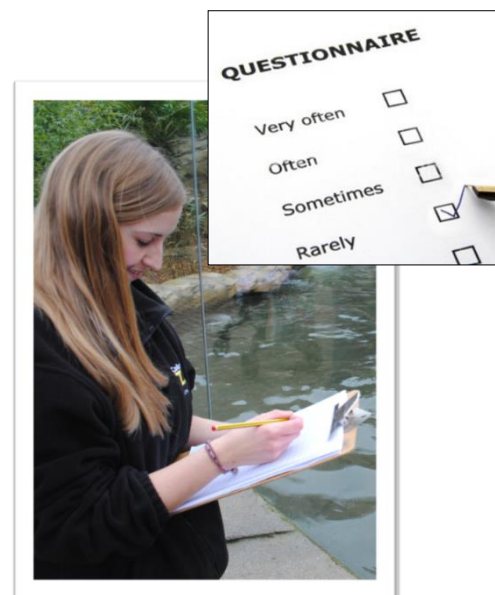 QUESTIONNAIRE
Very often
Often
Sometimes
Rarely